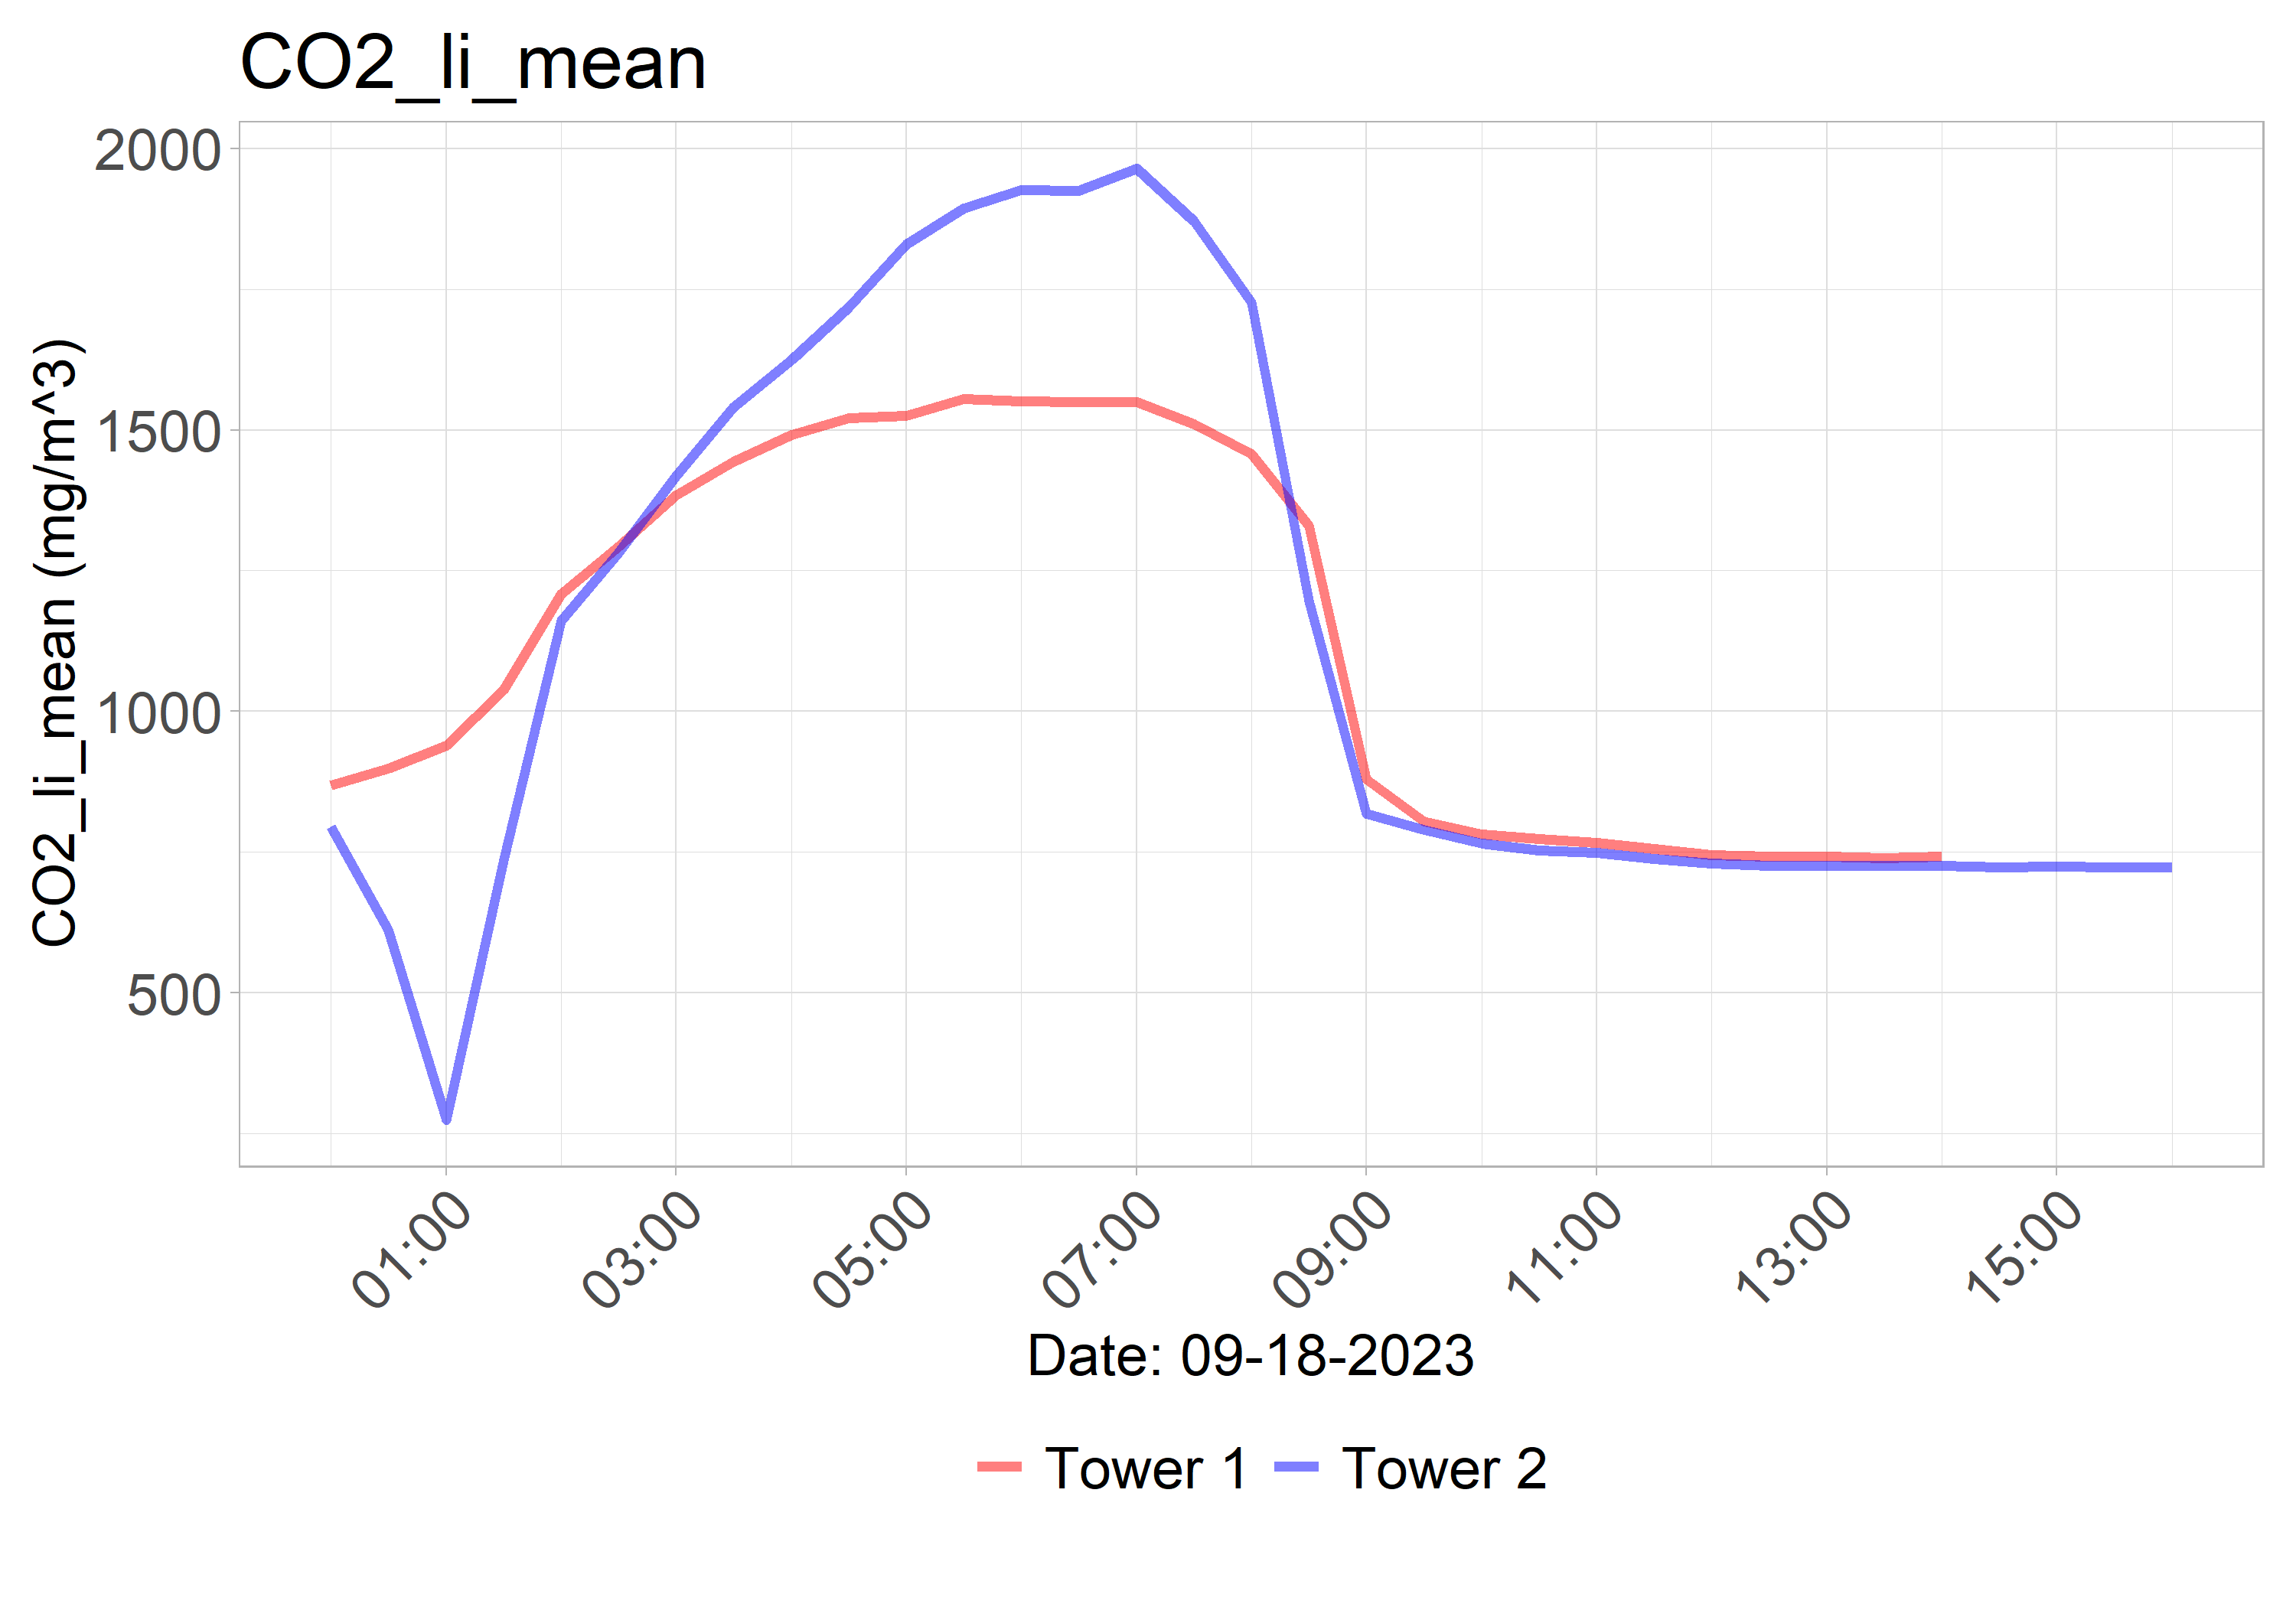 CO2_li_mean
CO2_li_mean (mg/m^3)
2000
1500
1000
500
01:00 03:00 05:00 07:00 09:00 11:00 13:00 15:00
Date: 09-18-2023
Tower 1 Tower 2